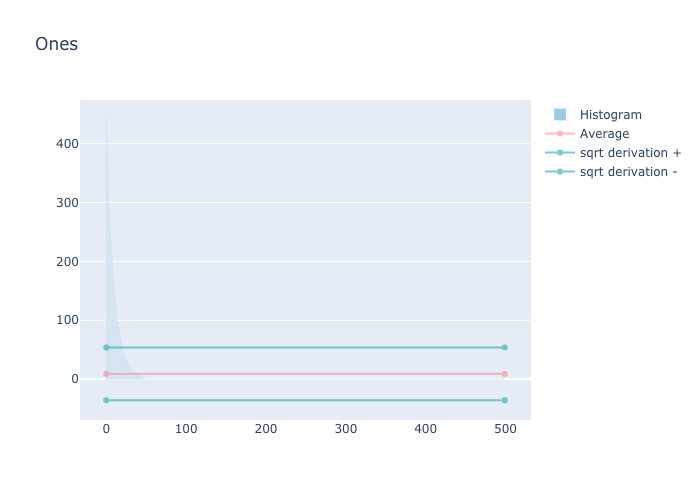 Ones
Histogram
Average
sqrt derivation +
sqrt derivation -
400
300
200
100
0
0 100 200 300 400 500